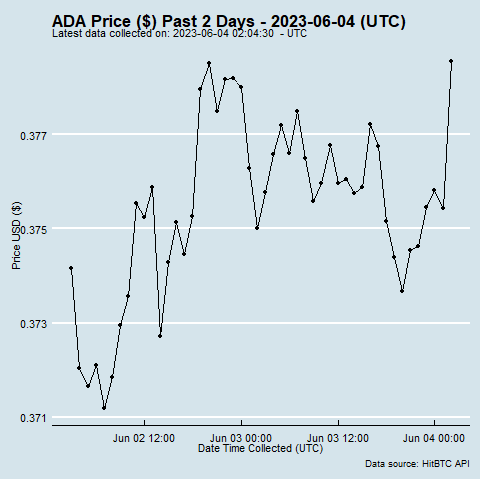 ADA Price ($) Past 2 Days - 2023-06-04 (UTC)
Latest data collected on: 2023-06-04 02:04:30 - UTC
0.377
0.375
0.373
0.371
Price USD ($)
Jun 02 12:00
Jun 03 00:00
Jun 03 12:00
Jun 04 00:00
Date Time Collected (UTC)
Data source: HitBTC API